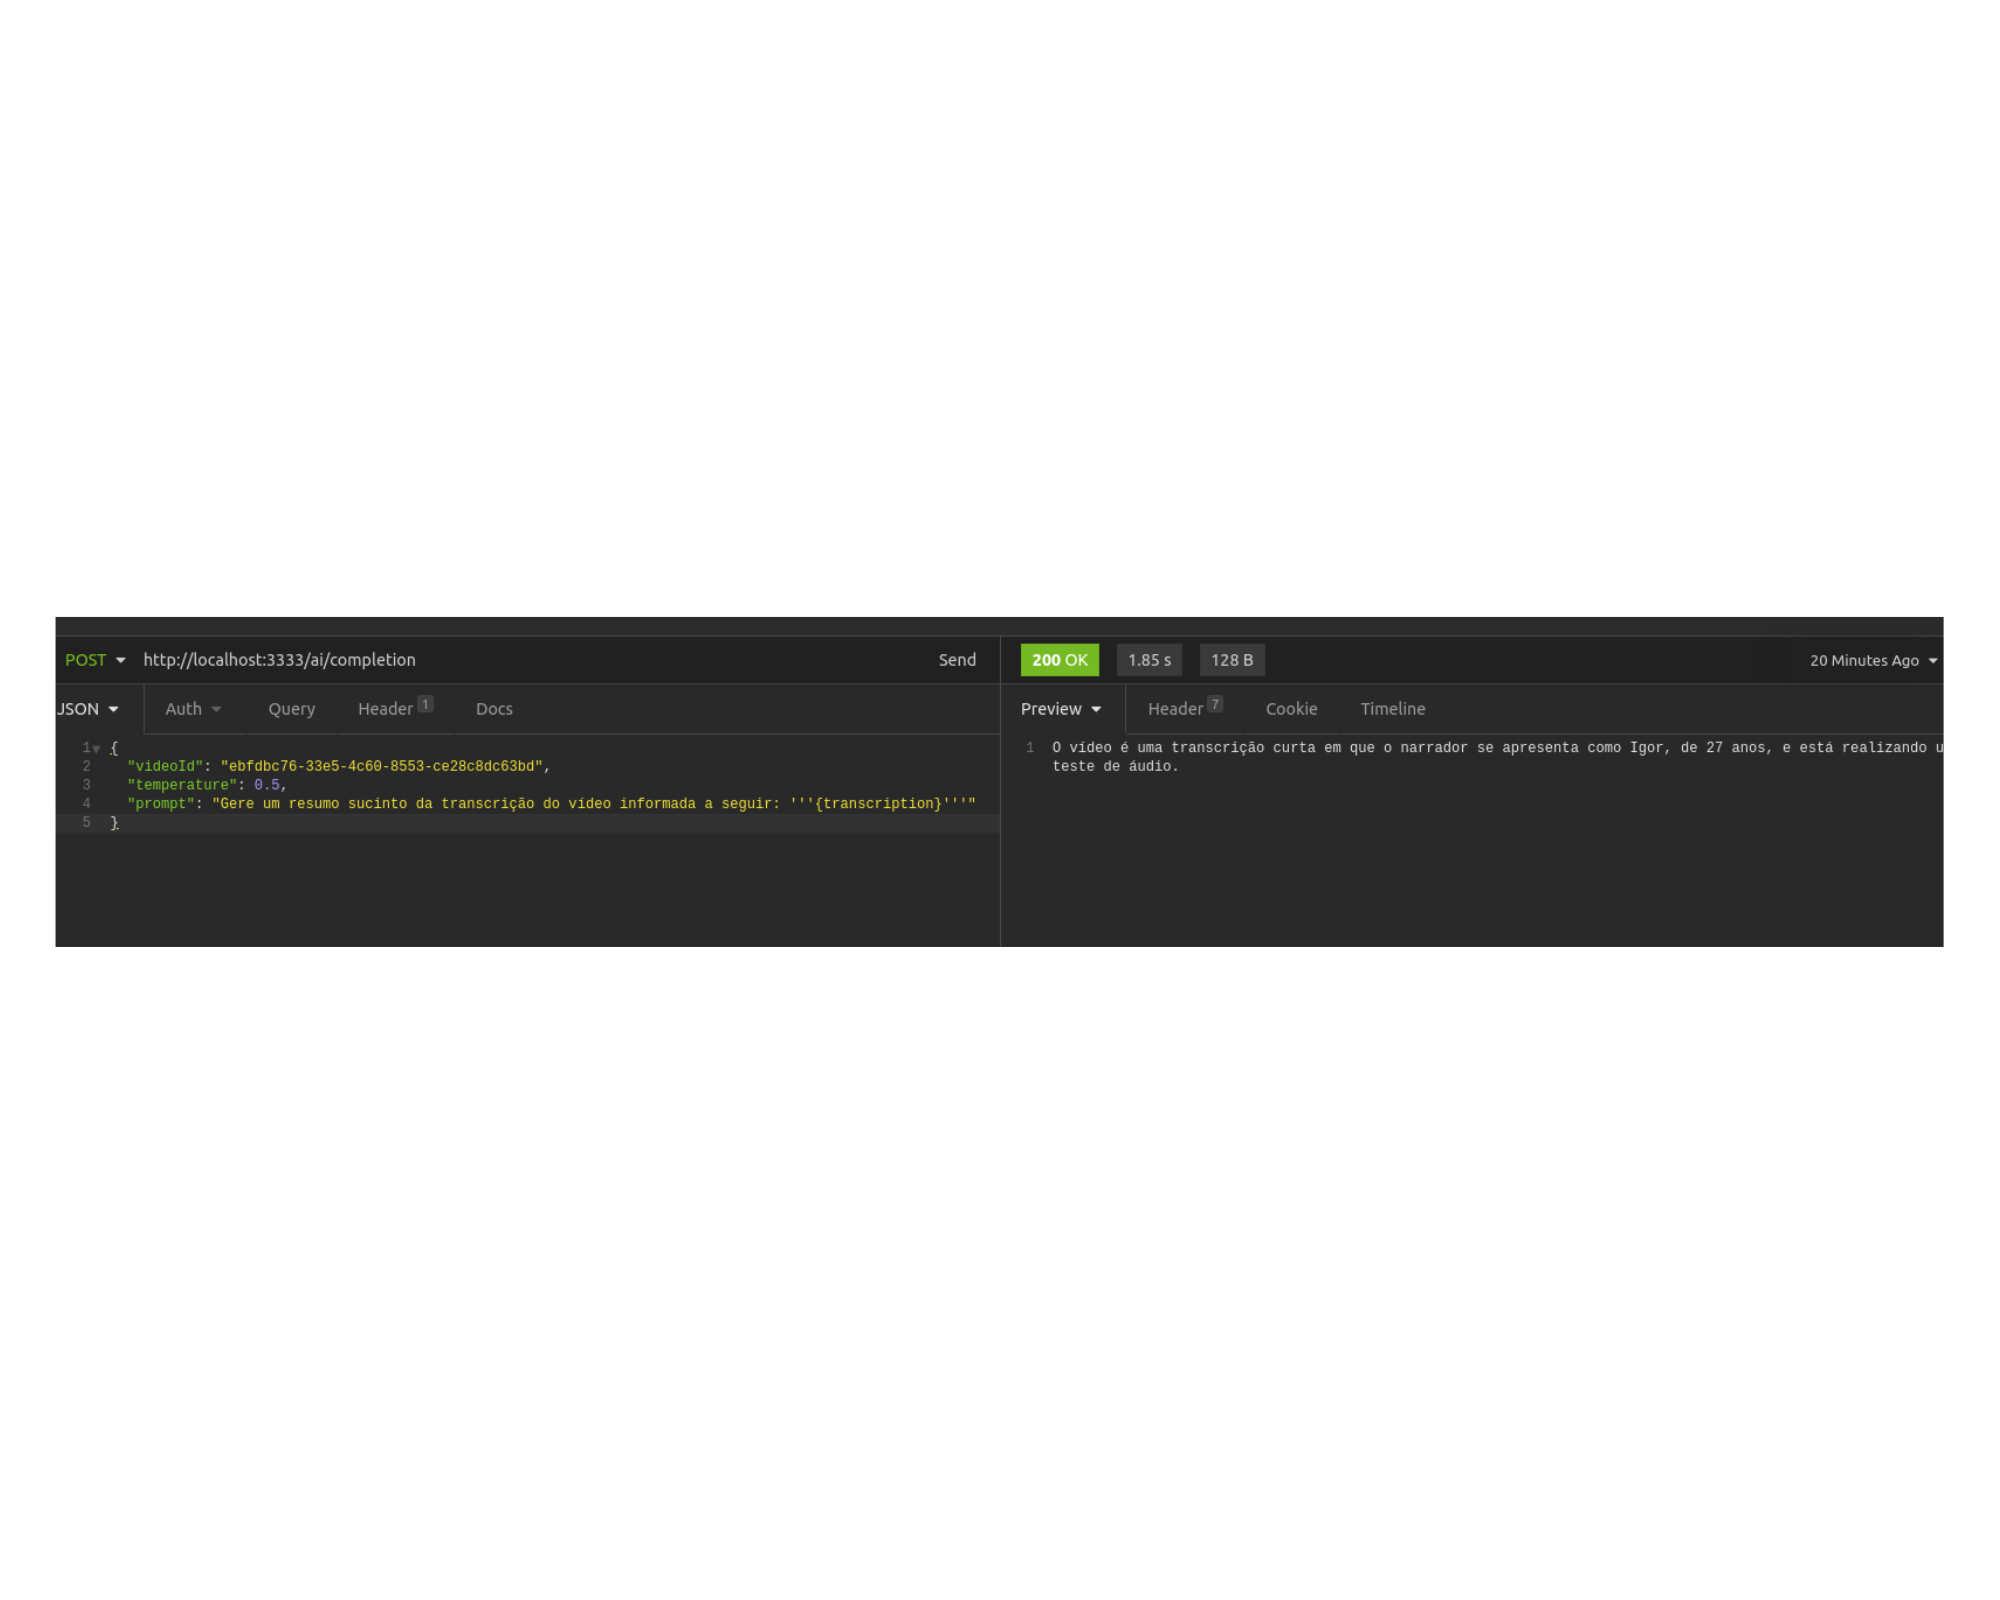 POST http://localhost:3333/ai/completion Send
200 OK 1.85 s 128 B 20 Minutes Ago
JSON Auth Query Header 1 Docs
Preview Header 7 Cookie Timeline
1 {
2 "videoId": "ebfdbc76-33e5-4c60-8553-ce28c8dc63bd",
3 "temperature": 0.5,
4 "prompt": "Gere um resumo sucinto da transcrição do vídeo informada a seguir: '''{transcription}'''"
5 }
1 O vídeo é uma transcrição curta em que o narrador se apresenta como Igor, de 27 anos, e está realizando
teste de áudio.